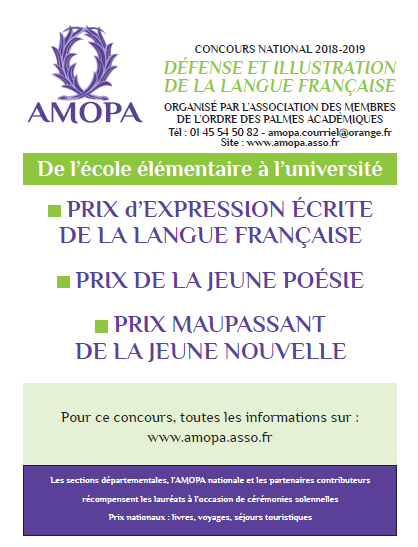 AMOPA
CONCOURS NATIONAL 2018-2019
DÉFENSE ET ILLUSTRATION
DE LA LANGUE FRANÇAISE
ORGANISÉ PAR L'ASSOCIATION DES MEMBRES
DE L'ORDRE DES PALMES ACADÉMIQUES
Tél : 01 45 54 50 82 - amopa.courriel@orange.fr
Site : www.amopa.asso.fr
De l'école élémentaire à l'université
PRIX d'EXPRESSION ÉCRITE
DE LA LANGUE FRANÇAISE
PRIX DE LA JEUNE POÉSIE
PRIX MAUPASSANT
DE LA JEUNE NOUVELLE
Pour ce concours, toutes les informations sur :
www.amopa.asso.fr
Les sections départementales, l'AMOPA nationale et les partenaires contributeurs
récompensent les lauréats à l'occasion de cérémonies solennelles
Prix nationaux : livres, voyages, séjours touristiques